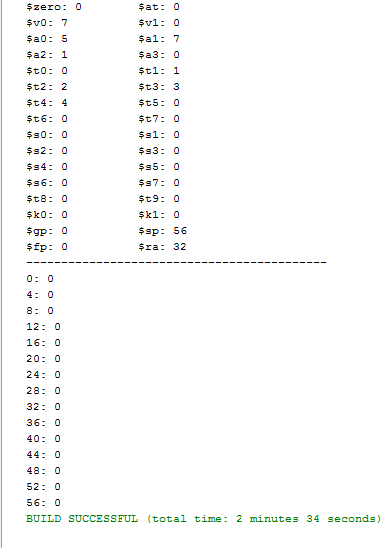 $zero: 0 $at: 0
$v0: 7 $v1: 0
$a0: 5 $a1: 7
$a2: 1 $a3: 0
$t0: 0 $t1: 1
$t2: 2 $t3: 3
$t4: 4 $t5: 0
$t6: 0 $t7: 0
$s0: 0 $s1: 0
$s2: 0 $s3: 0
$s4: 0 $s5: 0
$s6: 0 $s7: 0
$t8: 0 $t9: 0
$k0: 0 $k1: 0
$gp: 0 $sp: 56
$fp: 0 $ra: 32
-------------------------------------------
0: 0
4: 0
8: 0
12: 0
16: 0
20: 0
24: 0
28: 0
32: 0
36: 0
40: 0
44: 0
48: 0
52: 0
56: 0
BUILD SUCCESSFUL (total time: 2 minutes 34 seconds)